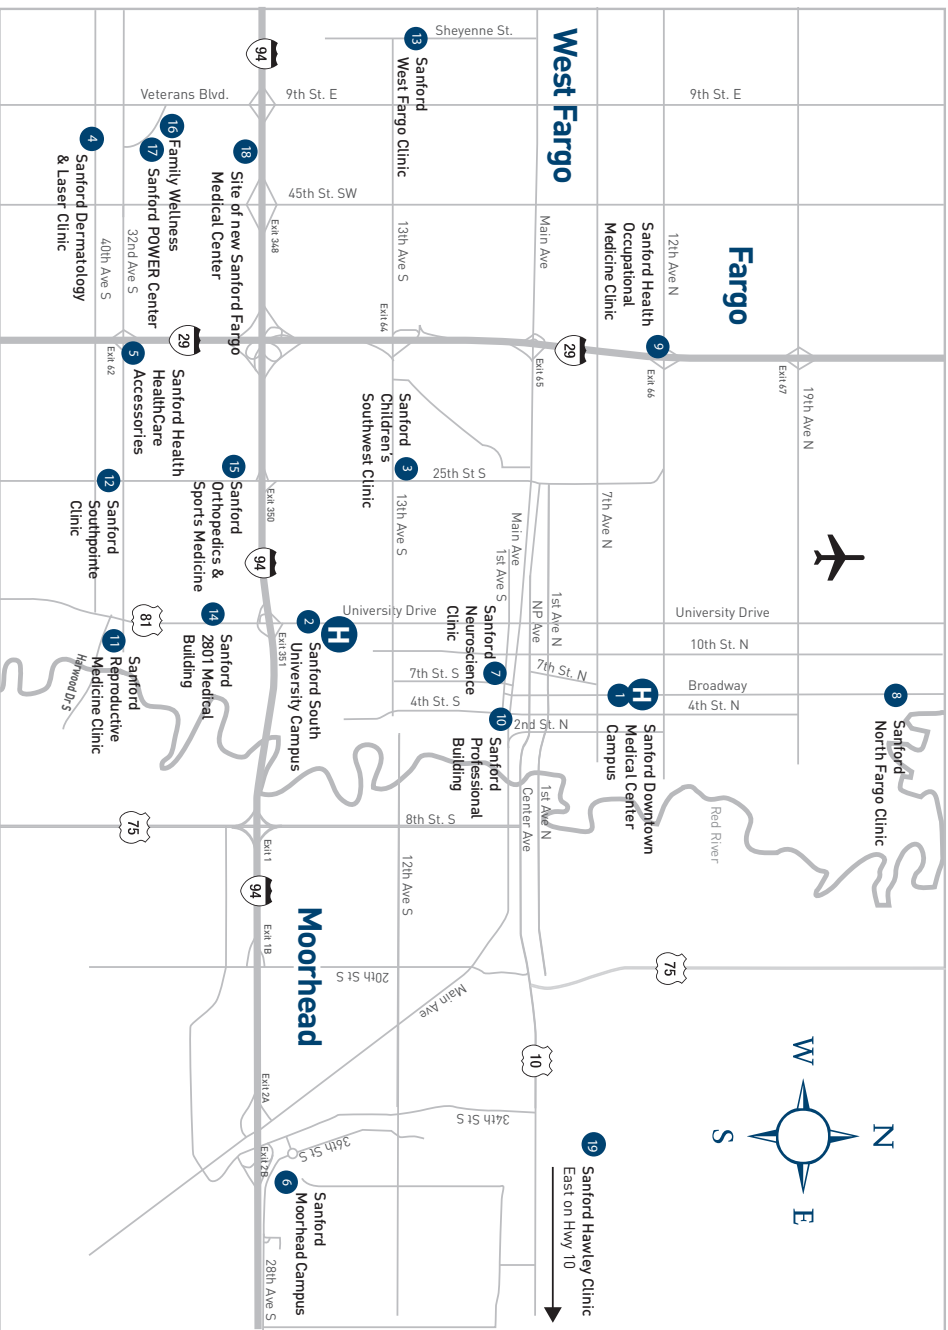 West Fargo
Fargo
Moorhead
N
W
E
S
13
Sanford
West Fargo Clinic
Sheyenne St.
94
Veterans Blvd.
9th St. E
9th St. E
16
Family Wellness
17
Sanford POWER Center
4
Sanford Dermatology
& Laser Clinic
18
Site of new Sanford Fargo
Medical Center
45th St. SW
Exit 348
40th Ave S
32nd Ave S
13th Ave S
Main Ave
12th Ave N
Sanford Health
Occupational
Medicine Clinic
9
Exit 64
29
29
Exit 62
Exit 65
Exit 66
Exit 67
19th Ave N
5
Sanford Health
HealthCare
Accessories
Sanford
Children's
Southwest Clinic
3
25th St S
12
Sanford
Southpointe
Clinic
15
Sanford
Orthopedics &
Sports Medicine
Exit 350
94
13th Ave S
Main Ave
1st Ave S
7th Ave N
1st Ave N
NP Ave
81
14
Sanford
2801 Medical
Building
2
H
Sanford South
University Campus
Exit 351
University Drive
University Drive
10th St. N
11
Sanford
Reproductive
Medicine Clinic
Harwood Dr S
Sanford
Neuroscience
Clinic
7
7th St. S
7th St. N
4th St. S
1
H
Sanford Downtown
Medical Center
Campus
Broadway
4th St. N
8
Sanford
North Fargo Clinic
10
Sanford
Professional
Building
2nd St. N
Red River
1st Ave N
Center Ave
75
8th St. S
Exit 1
12th Ave S
94
Exit 1B
20th St S
75
Main Ave
10
Exit 2A
34th St S
36th St S
Exit 2B
6
Sanford
Moorhead Campus
28th Ave S
19
Sanford Hawley Clinic
East on Hwy 10